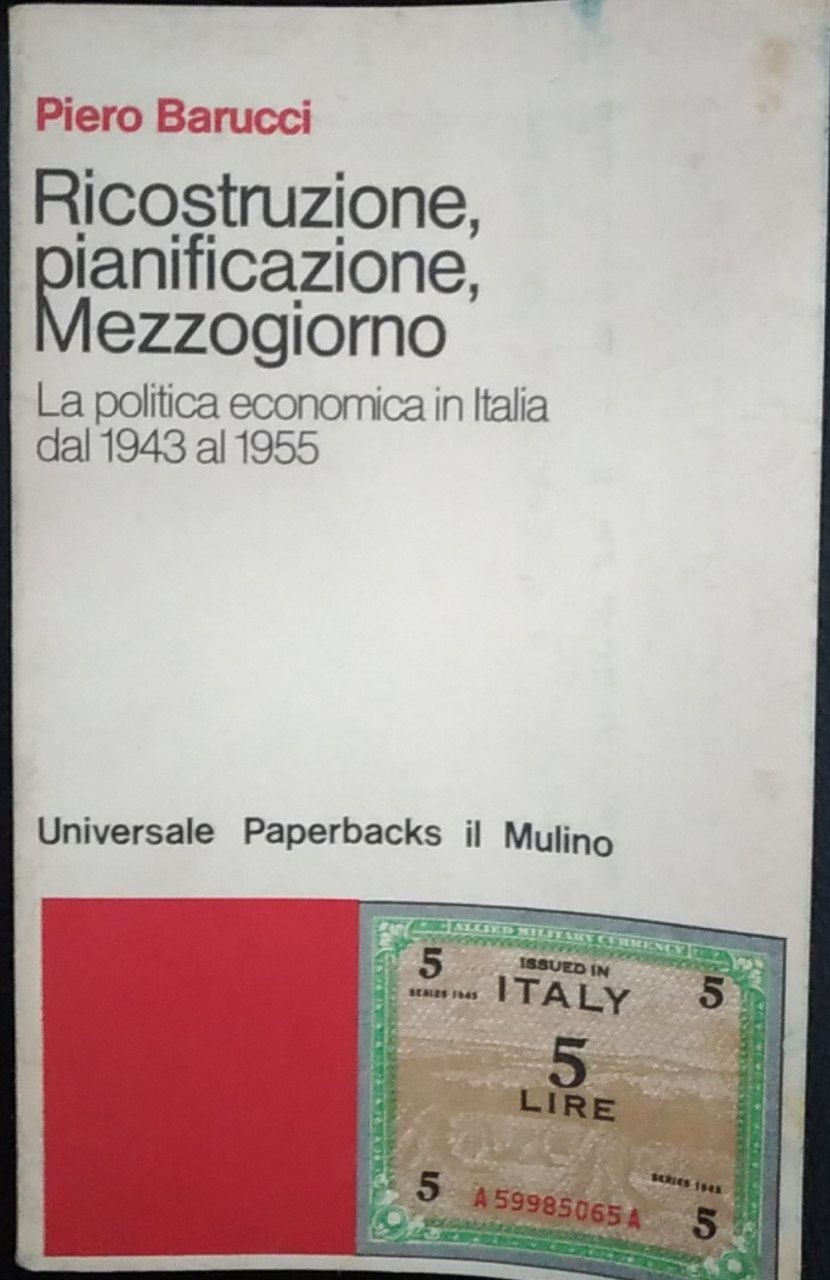 Piero Barucci
Ricostruzione,
pianificazione,
Mezzogiorno
La politica economica in Italia
dal 1943 al 1955
Universale Paperbacks il Mulino
ALLIED MILITARY CURRENCY
5 ISSUED IN 5
SERIES 1943 ITALY
5
LIRE
SERIES 1943
5 A 59985065 A 5